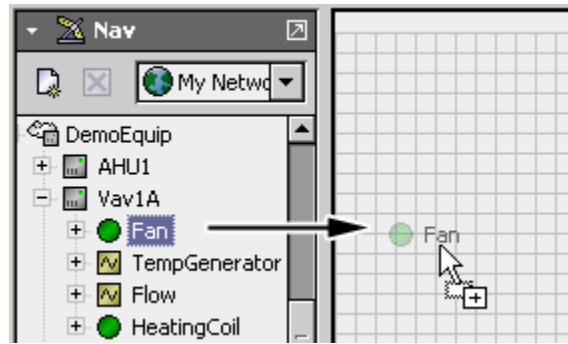 Nav
My Netwo
DemoEquip
AHU1
Vav1A
Fan
Fan
TempGenerator
Flow
HeatingCoil